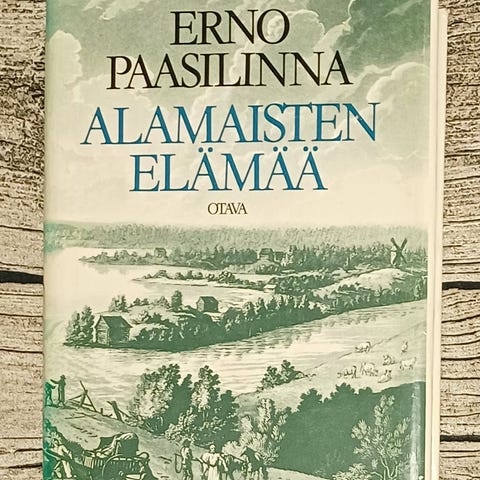 ERNO
PAASILINNA
ALAMAISTEN
ELÄMÄÄ
OTAVA